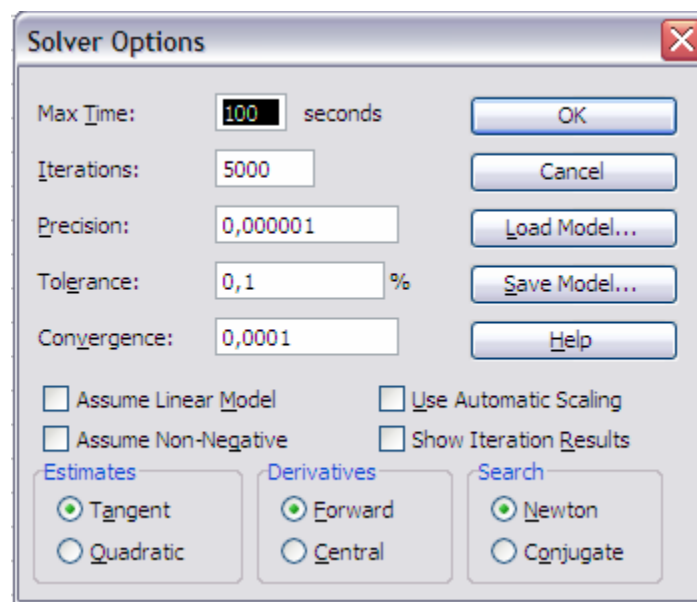 Solver Options
Max Time: 100 seconds OK
Iterations: 5000 Cancel
Precision: 0,000001 Load Model...
Tolerance: 0,1 % Save Model...
Convergence: 0,0001 Help
Assume Linear Model Use Automatic Scaling
Assume Non-Negative Show Iteration Results
Estimates Derivatives Search
Tangent Forward Newton
Quadratic Central Conjugate